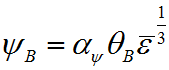 ψ_B = α_ψ θ_B ε̅^{1/3}